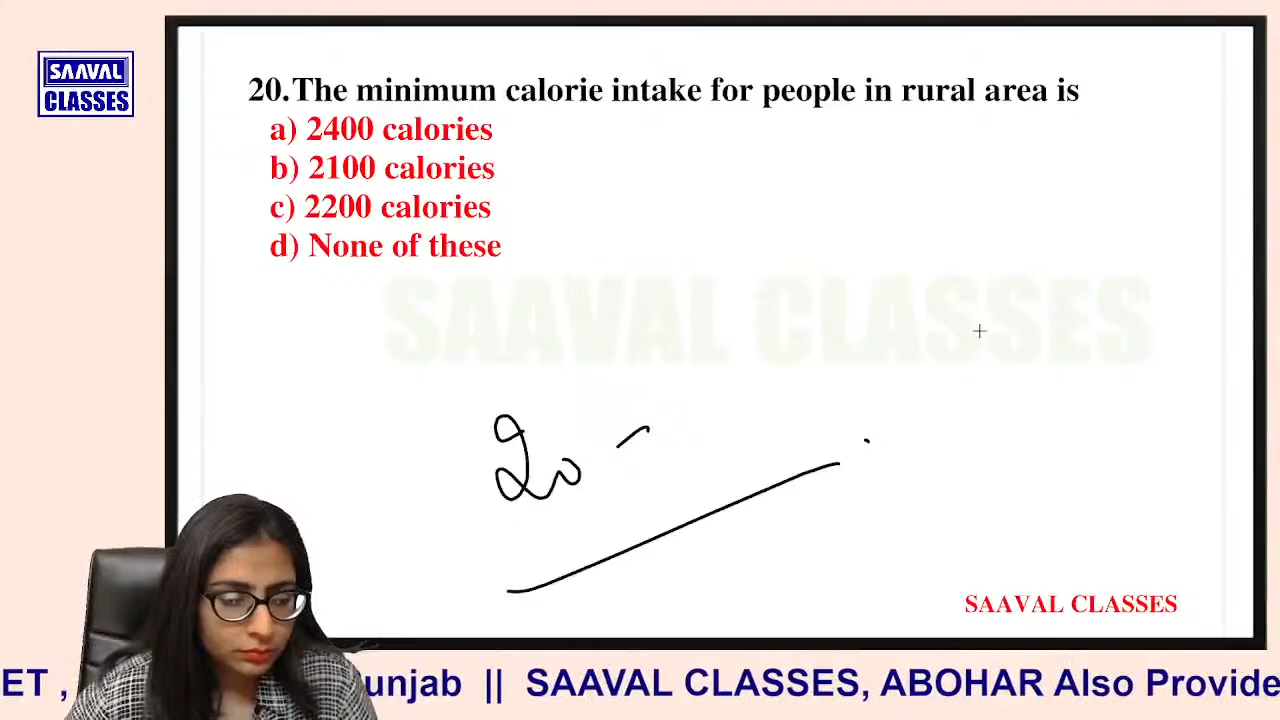 SAAVAL
CLASSES
20.The minimum calorie intake for people in rural area is
a) 2400 calories
b) 2100 calories
c) 2200 calories
d) None of these
SAAVAL CLASSES
SAAVAL CLASSES
ET , unjab || SAAVAL CLASSES, ABOHAR Also Provide